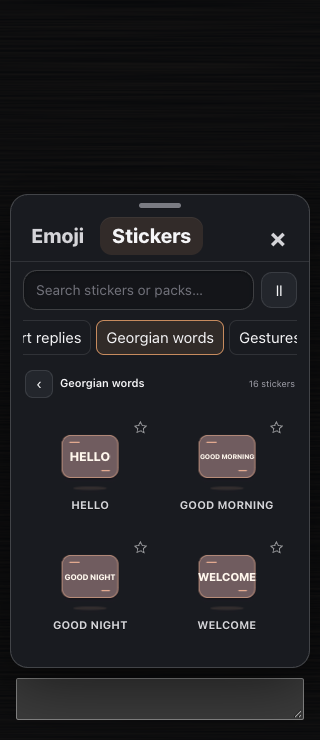 Emoji Stickers ×
Search stickers or packs... ॥
rt replies Georgian words Gestures
‹ Georgian words 16 stickers
HELLO GOOD MORNING
HELLO GOOD MORNING
GOOD NIGHT WELCOME
GOOD NIGHT WELCOME